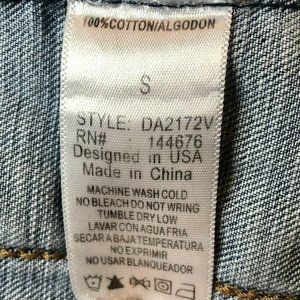 100%COTTON/ALGODON
S
STYLE: DA2172V
RN# : 144676
Designed in USA
Made in China
MACHINE WASH COLD
NO BLEACH DO NOT WRING
TUMBLE DRY LOW
LAVAR CON AGUA FRIA
SECAR A BAJA TEMPERATURA
NO EXPRIMIR
NO USAR BLANQUEADOR